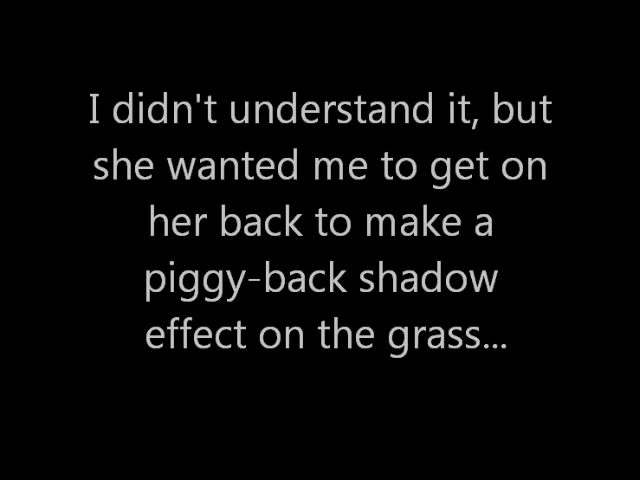 I didn't understand it, but
she wanted me to get on
her back to make a
piggy-back shadow
effect on the grass...